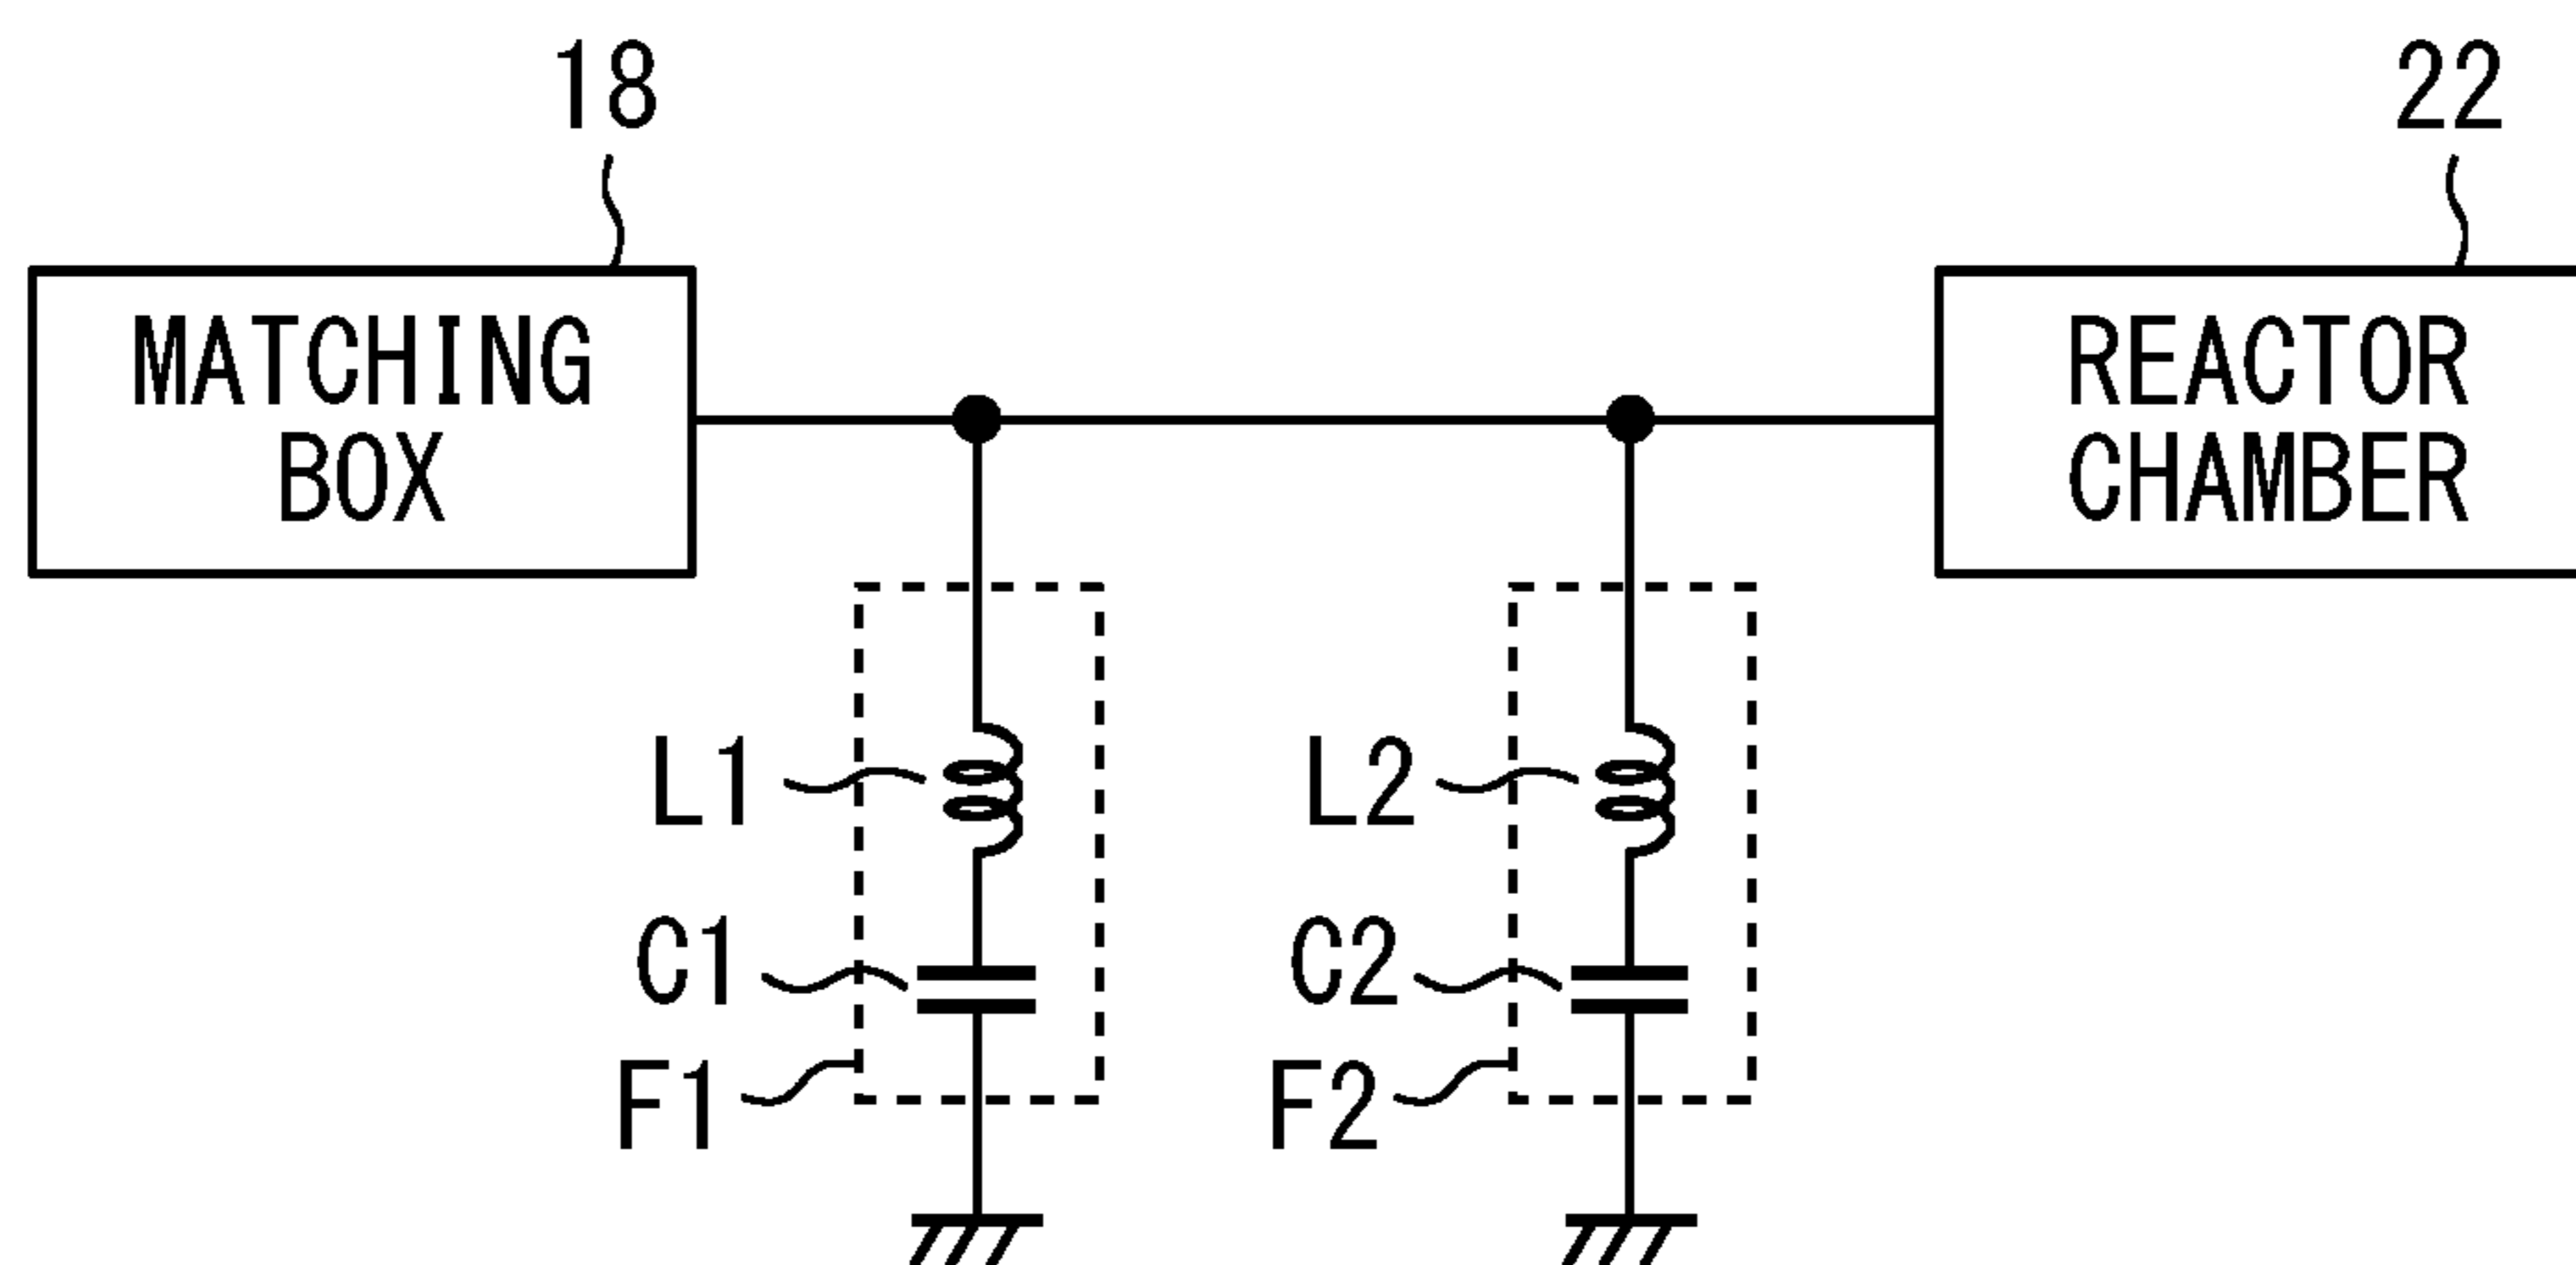 18
22
MATCHING
BOX
REACTOR
CHAMBER
L1
L2
C1
C2
F1
F2